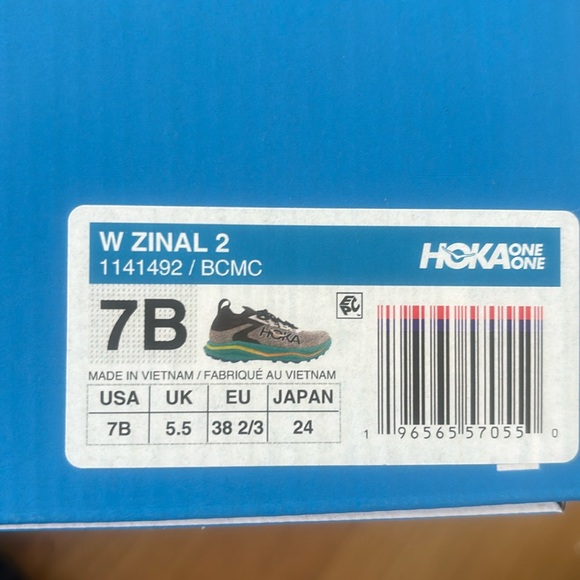 W ZINAL 2
1141492 / BCMC
HOKA ONE ONE
7B
HOKA
MADE IN VIETNAM / FABRIQUÉ AU VIETNAM
USA UK EU JAPAN
7B 5.5 38 2/3 24
1 96565 57055 0